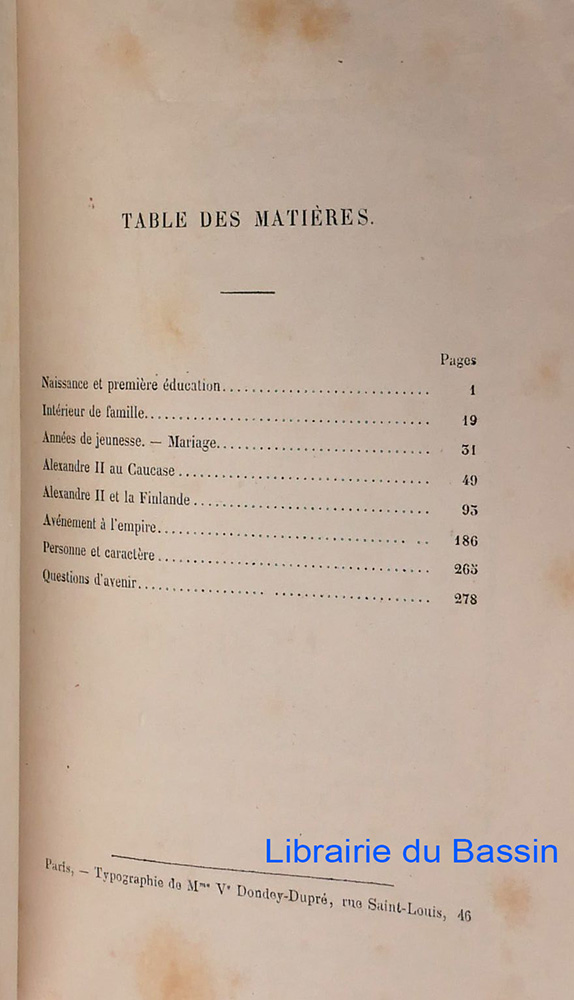 TABLE DES MATIÈRES.
Pages
Naissance et première éducation............................ 1
Intérieur de famille...................................... 19
Années de jeunesse. — Mariage............................. 31
Alexandre II au Caucase .................................. 49
Alexandre II et la Finlande ............................... 93
Avénement à l'empire.................................. .. 186
Personne et caractère .................................... 265
Questions d'avenir................. ..................... 278
Librairie du Bassin
Paris, — Typographie de Mme Ve Dondey-Dupré, rue Saint-Louis, 46